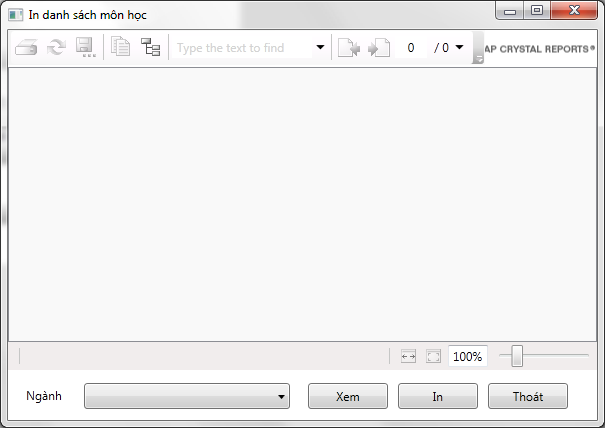 In danh sách môn học
Type the text to find 0 / 0 AP CRYSTAL REPORTS®
100%
Ngành Xem In Thoát